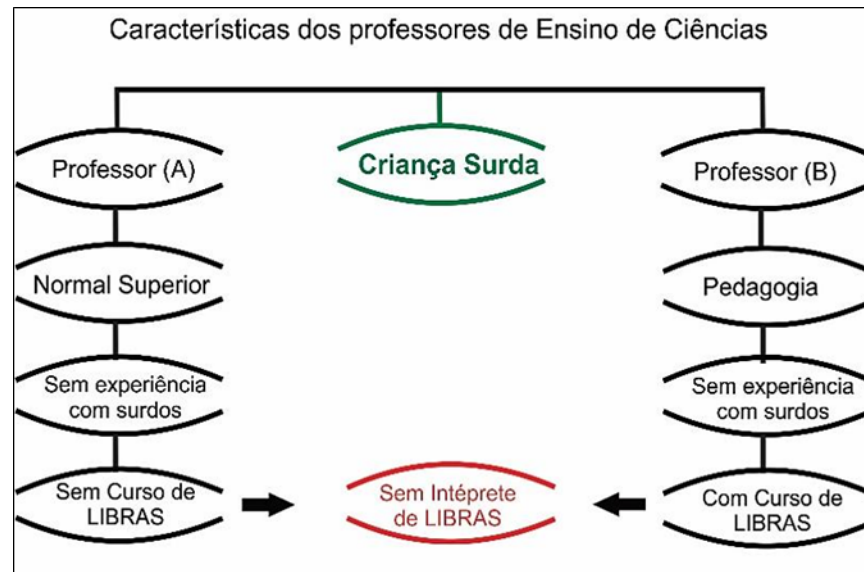 Características dos professores de Ensino de Ciências
Professor (A)
Criança Surda
Professor (B)
Normal Superior
Pedagogia
Sem experiência
com surdos
Sem experiência
com surdos
Sem Curso de
LIBRAS
Sem Intéprete
de LIBRAS
Com Curso de
LIBRAS